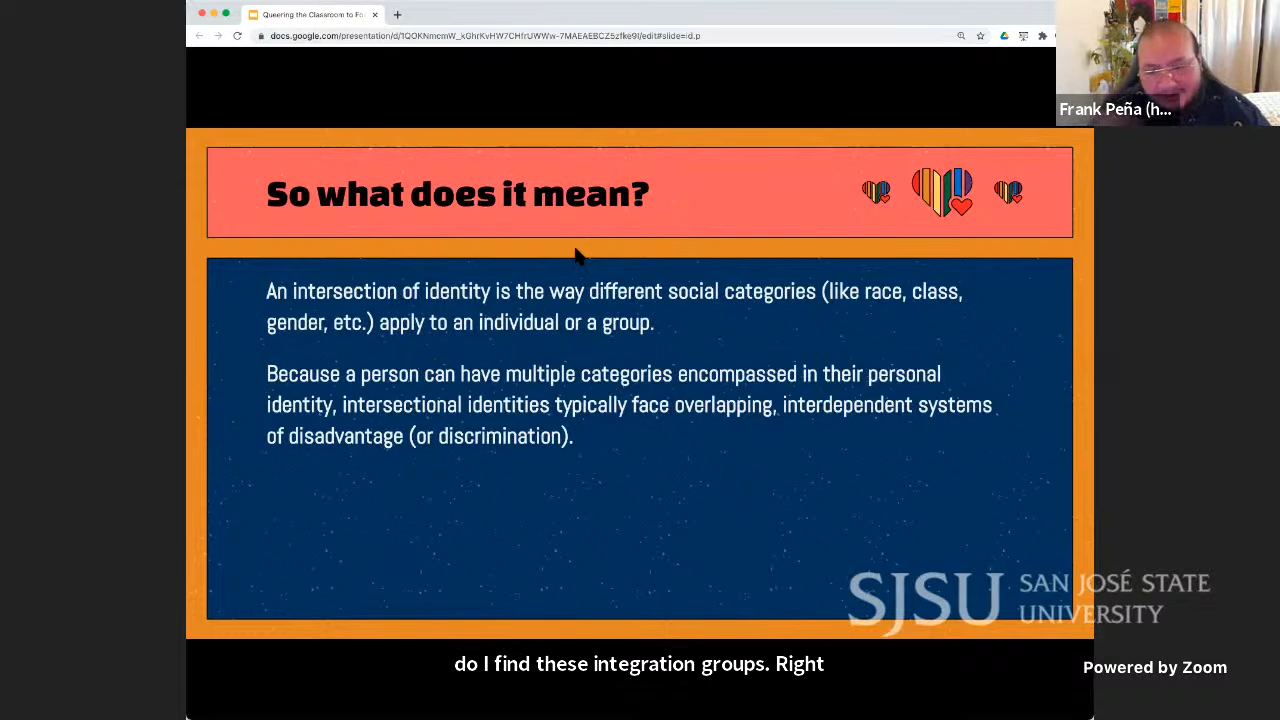 Queering the Classroom to Fo
docs.google.com/presentation/d/1QOKNmcmW_kGhrKvHW7CHfrUWWw-7MAEAEBCZ5zfke9I/edit#slide=id.p
Frank Peña (h...
So what does it mean?
An intersection of identity is the way different social categories (like race, class,
gender, etc.) apply to an individual or a group.
Because a person can have multiple categories encompassed in their personal
identity, intersectional identities typically face overlapping, interdependent systems
of disadvantage (or discrimination).
SJSU SAN JOSÉ STATE
UNIVERSITY
do I find these integration groups. Right
Powered by Zoom